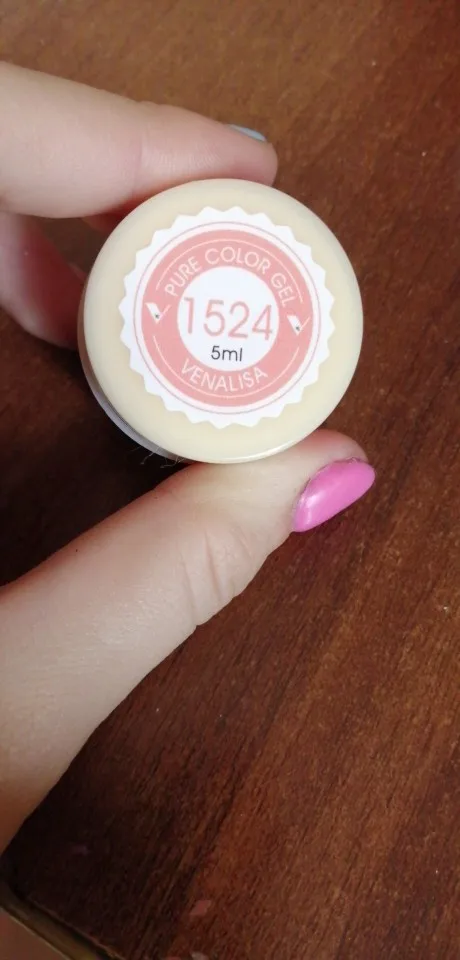 PURE COLOR GEL
1524
5ml
VENALISA